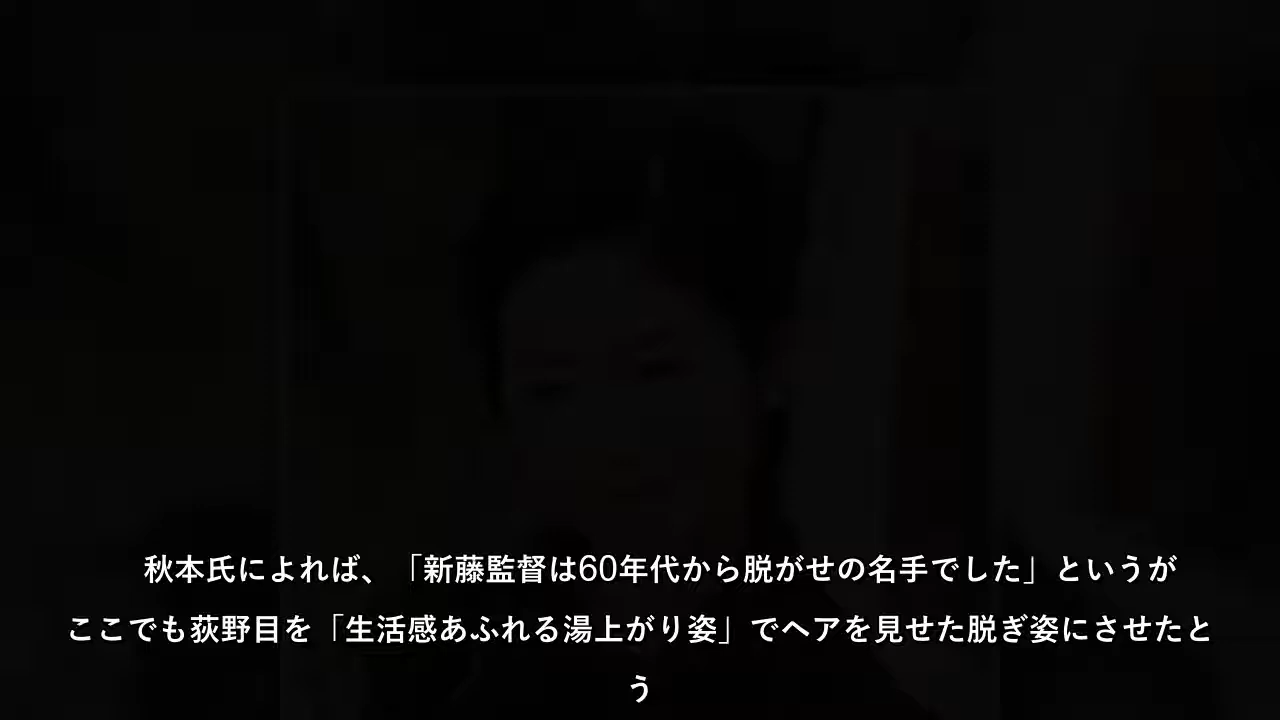 秋本氏によれば、「新藤監督は60年代から脱がせの名手でした」というが
ここでも荻野目を「生活感あふれる湯上がり姿」でヘアを見せた脱ぎ姿にさせたと
う